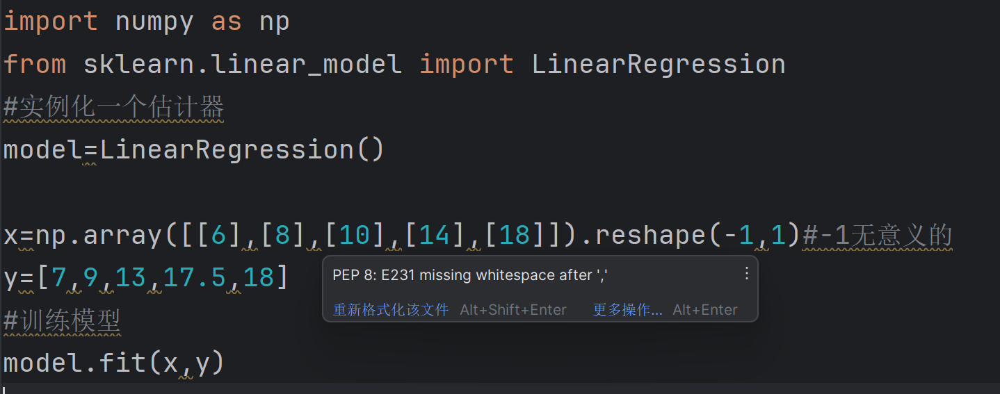 import numpy as np
from sklearn.linear_model import LinearRegression
#实例化一个估计器
model=LinearRegression()
x=np.array([[6],[8],[10],[14],[18]]).reshape(-1,1)#-1无意义的
y=[7,9,13,17.5,18]
PEP 8: E231 missing whitespace after ','
重新格式化该文件 Alt+Shift+Enter 更多操作... Alt+Enter
#训练模型
model.fit(x,y)